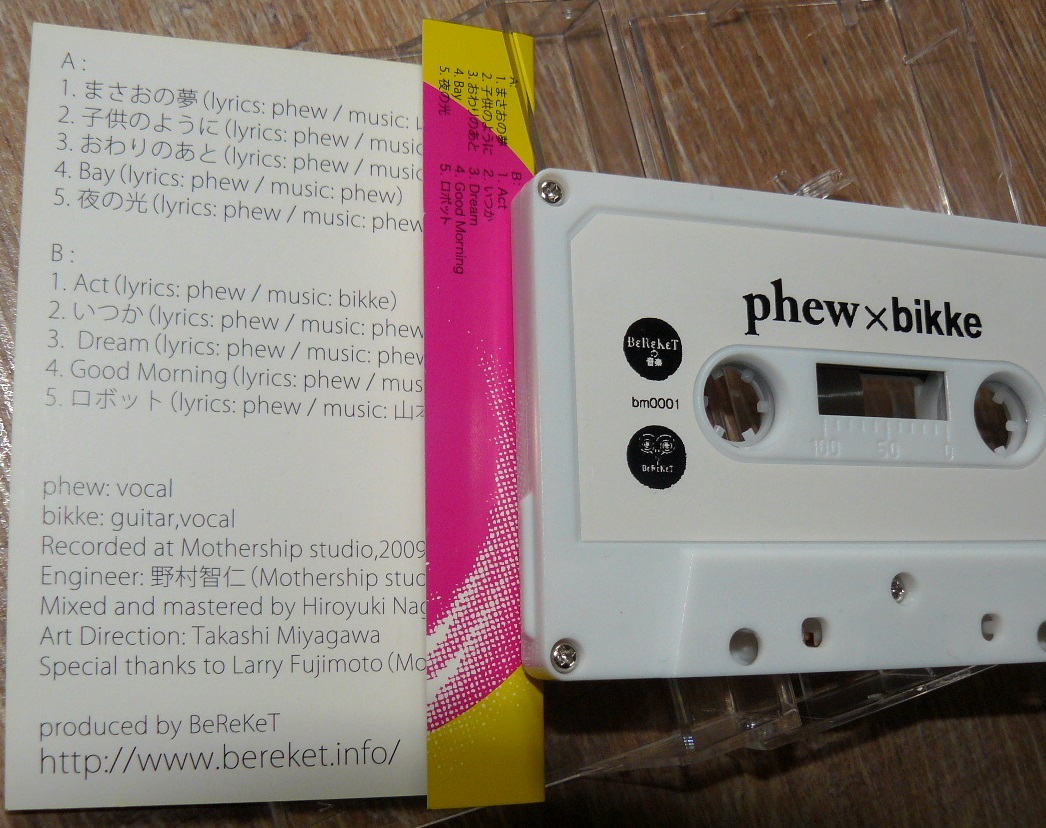 A :
1. まさおの夢 (lyrics: phew / music:
2. 子供のように (lyrics: phew / music
3. おわりのあと (lyrics: phew / music
4. Bay (lyrics: phew / music: phew)
5. 夜の光 (lyrics: phew / music: phew
B :
1. Act (lyrics: phew / music: bikke)
2. いつか (lyrics: phew / music: phew
3. Dream (lyrics: phew / music: phew
4. Good Morning (lyrics: phew / mus
5. ロボット (lyrics: phew / music: 山本
phew: vocal
bikke: guitar,vocal
Recorded at Mothership studio,2009
Engineer: 野村智仁 (Mothership stud
Mixed and mastered by Hiroyuki Nag
Art Direction: Takashi Miyagawa
Special thanks to Larry Fujimoto (Mo
produced by BeReKeT
http://www.bereket.info/
A:
1. まさおの夢
2. 子供のように
3. おわりのあと
4. Bay
5. 夜の光
B:
1. Act
2. いつか
3. Dream
4. Good Morning
5. ロボット
phew×bikke
BeReKeT
の
音楽
bm0001
BeReKeT
100 50 0